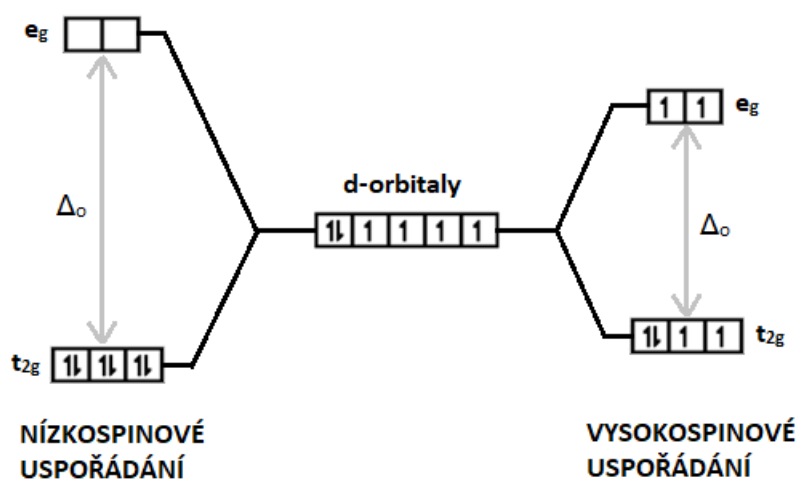 eg
eg
d-orbitaly
Δo
Δo
t2g
t2g
NÍZKOSPINOVÉ
USPOŘÁDÁNÍ
VYSOKOSPINOVÉ
USPOŘÁDÁNÍ